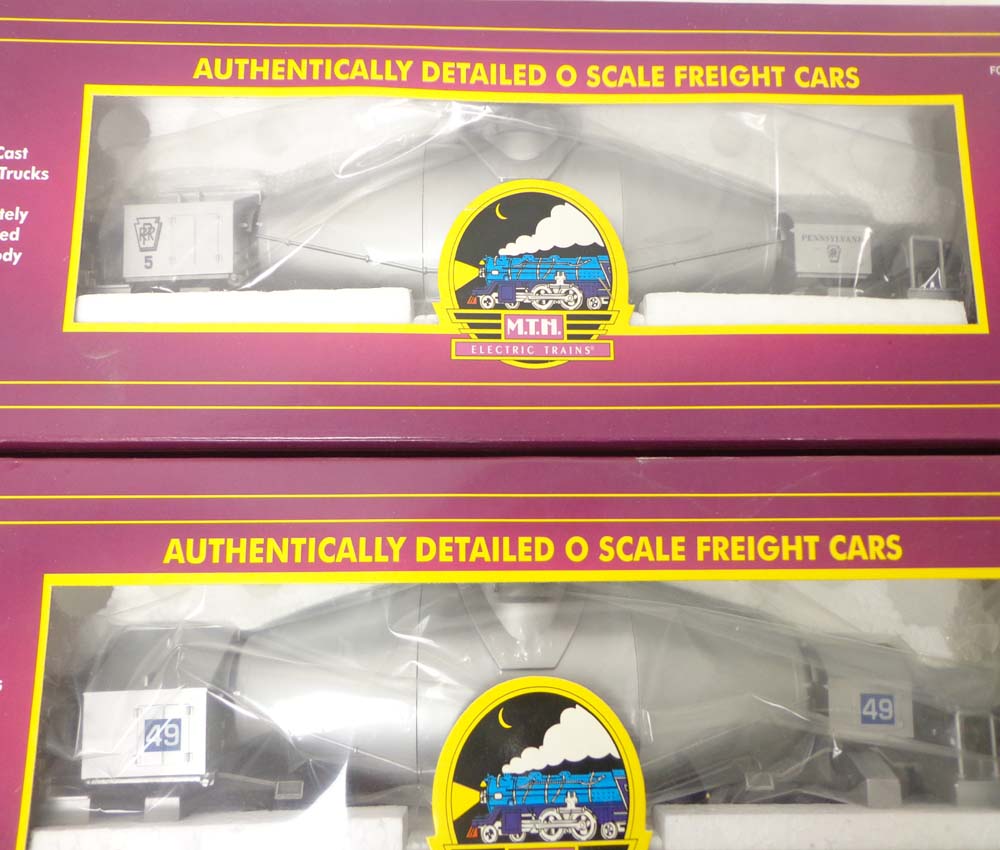 AUTHENTICALLY DETAILED O SCALE FREIGHT CARS
Cast
Trucks
tely
ed
ody
PRR
5
PENNSYLVANIA
M.T.H.
ELECTRIC TRAINS®
AUTHENTICALLY DETAILED O SCALE FREIGHT CARS
49
49